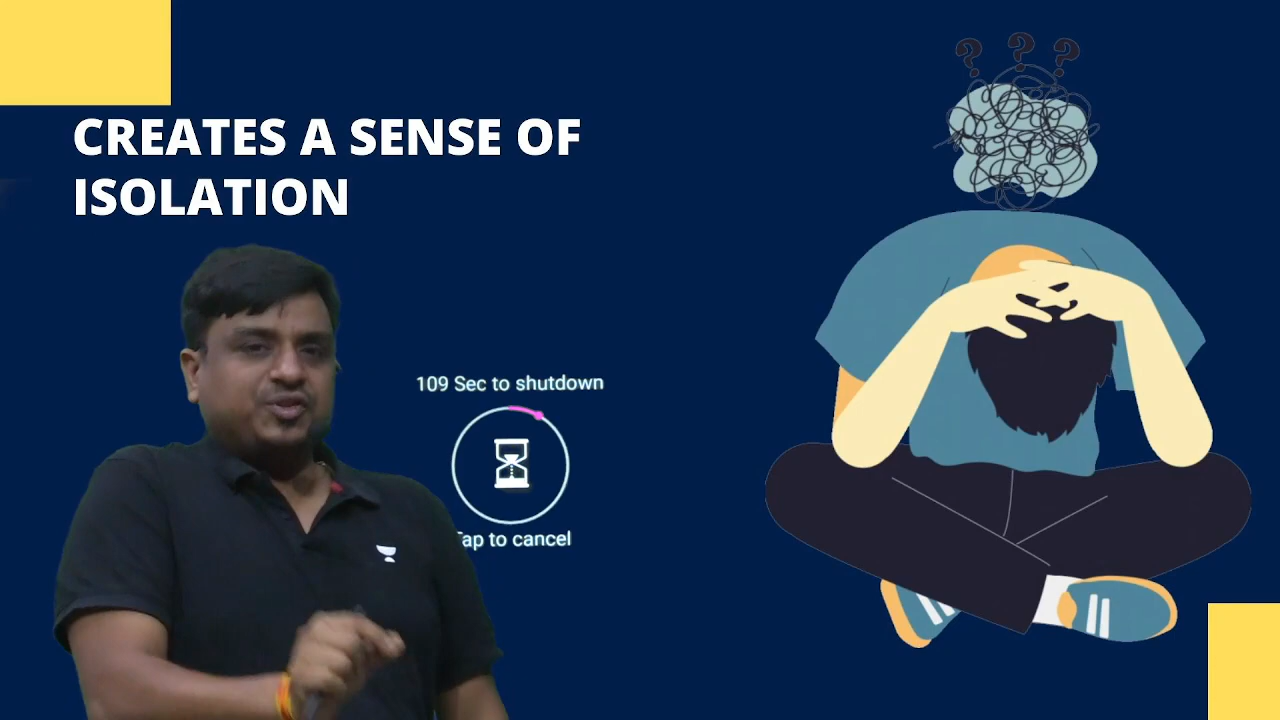 CREATES A SENSE OF
ISOLATION
109 Sec to shutdown
Tap to cancel
? ? ?